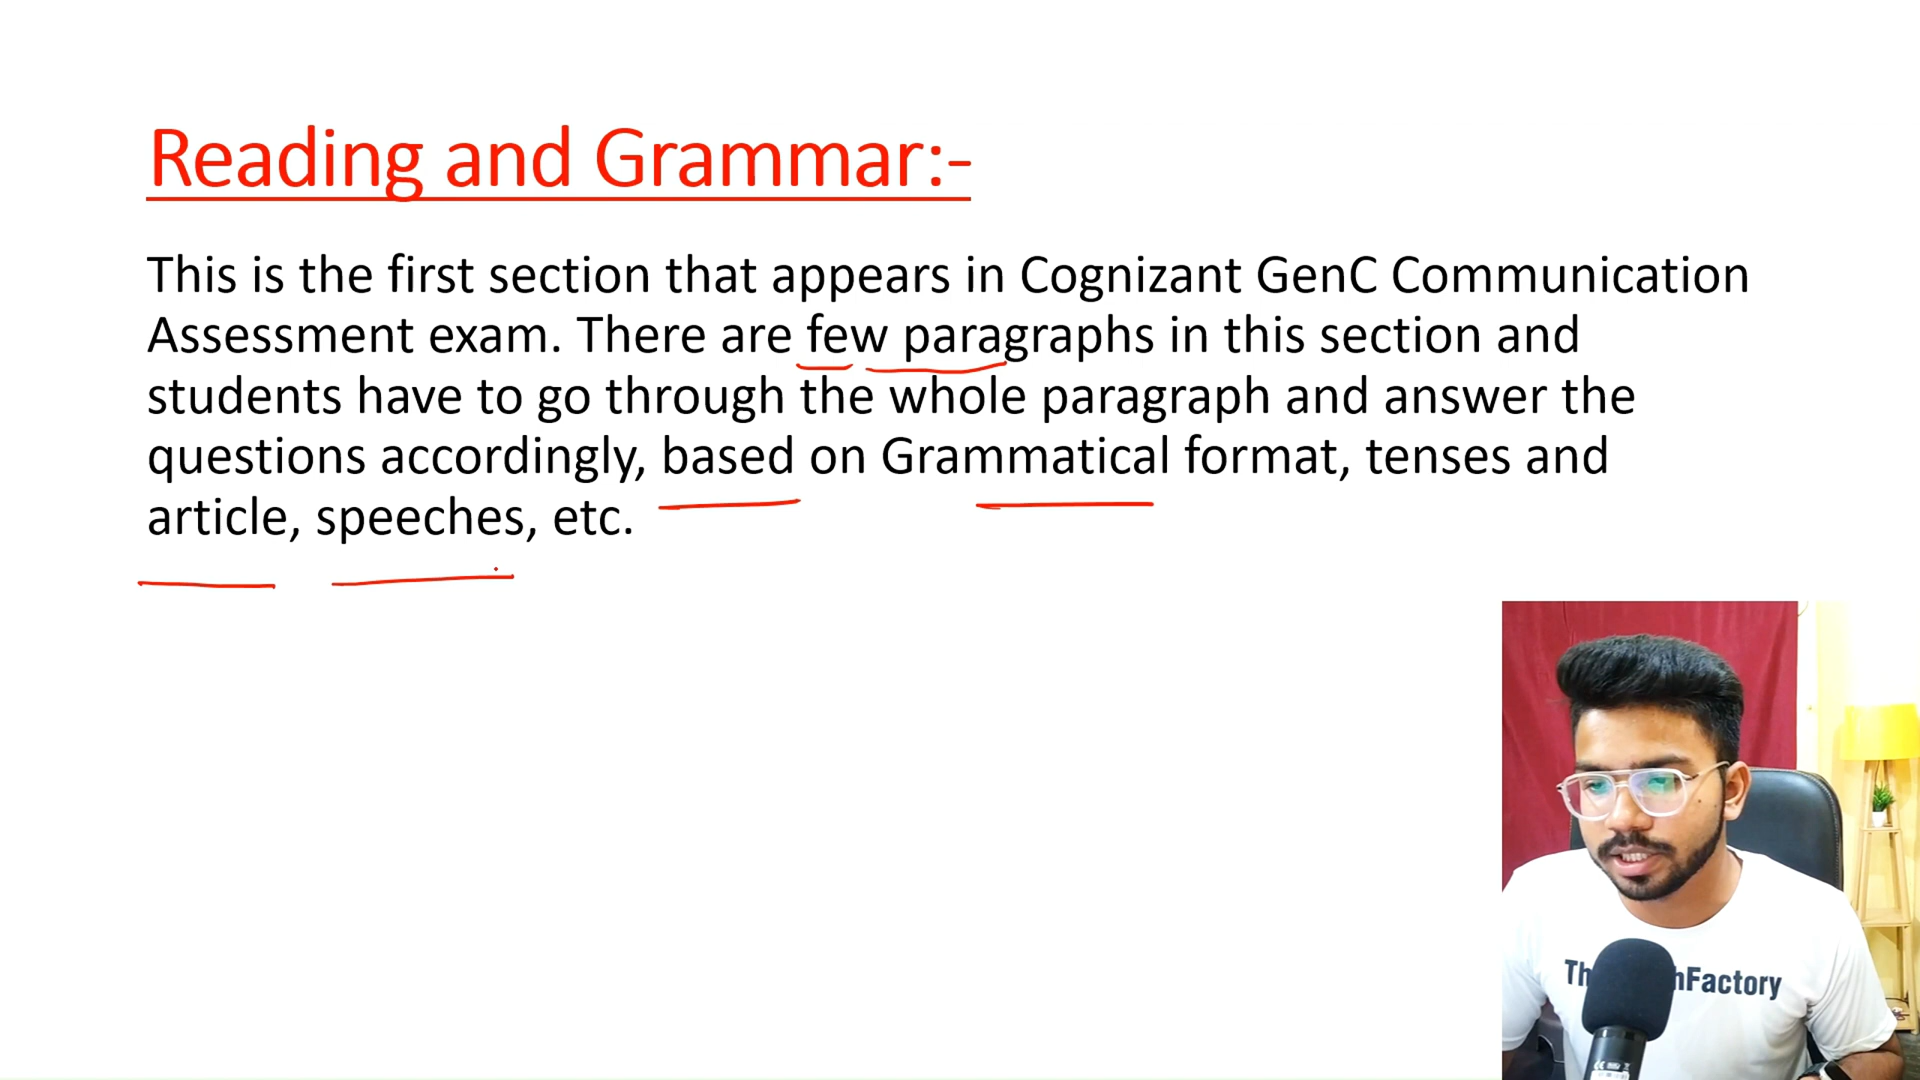 Reading and Grammar:-
This is the first section that appears in Cognizant GenC Communication
Assessment exam. There are few paragraphs in this section and
students have to go through the whole paragraph and answer the
questions accordingly, based on Grammatical format, tenses and
article, speeches, etc.
Th hFactory